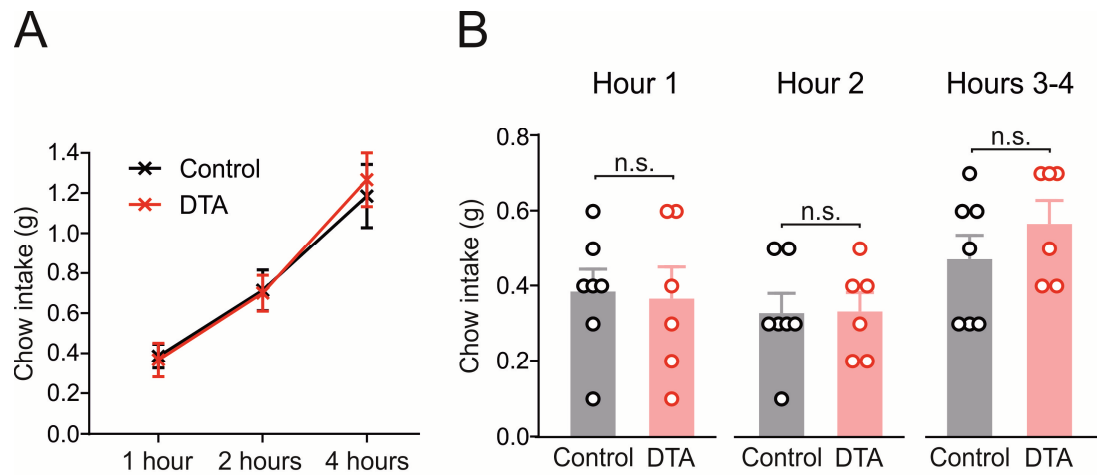 A
Chow intake (g)
1.4
1.2
1.0
0.8
0.6
0.4
0.2
0.0
Control
DTA
1 hour 2 hours 4 hours
B
Hour 1 Hour 2 Hours 3-4
Chow intake (g)
0.8
0.6
0.4
0.2
0.0
n.s. n.s. n.s.
Control DTA Control DTA Control DTA